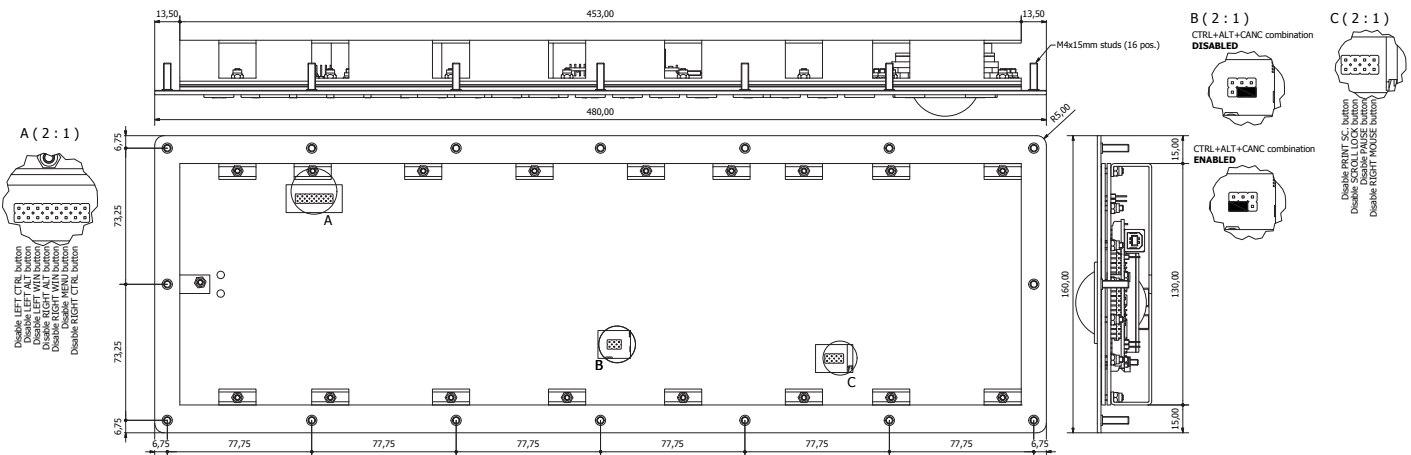 13,50
453,00
13,50
M4x15mm studs (16 pos.)
480,00
R5,00
B ( 2 : 1 )
CTRL+ALT+CANC combination
DISABLED
CTRL+ALT+CANC combination
ENABLED
C ( 2 : 1 )
Disable PRINT SC. button
Disable SCROLL LOCK button
Disable PAUSE button
Disable RIGHT MOUSE button
A ( 2 : 1 )
Disable LEFT CTRL button
Disable LEFT ALT button
Disable LEFT WIN button
Disable RIGHT ALT button
Disable RIGHT WIN button
Disable MENU button
Disable RIGHT CTRL button
6,75
73,25
73,25
6,75
A
B
C
160,00
15,00
130,00
15,00
6,75
77,75
77,75
77,75
77,75
77,75
77,75
6,75